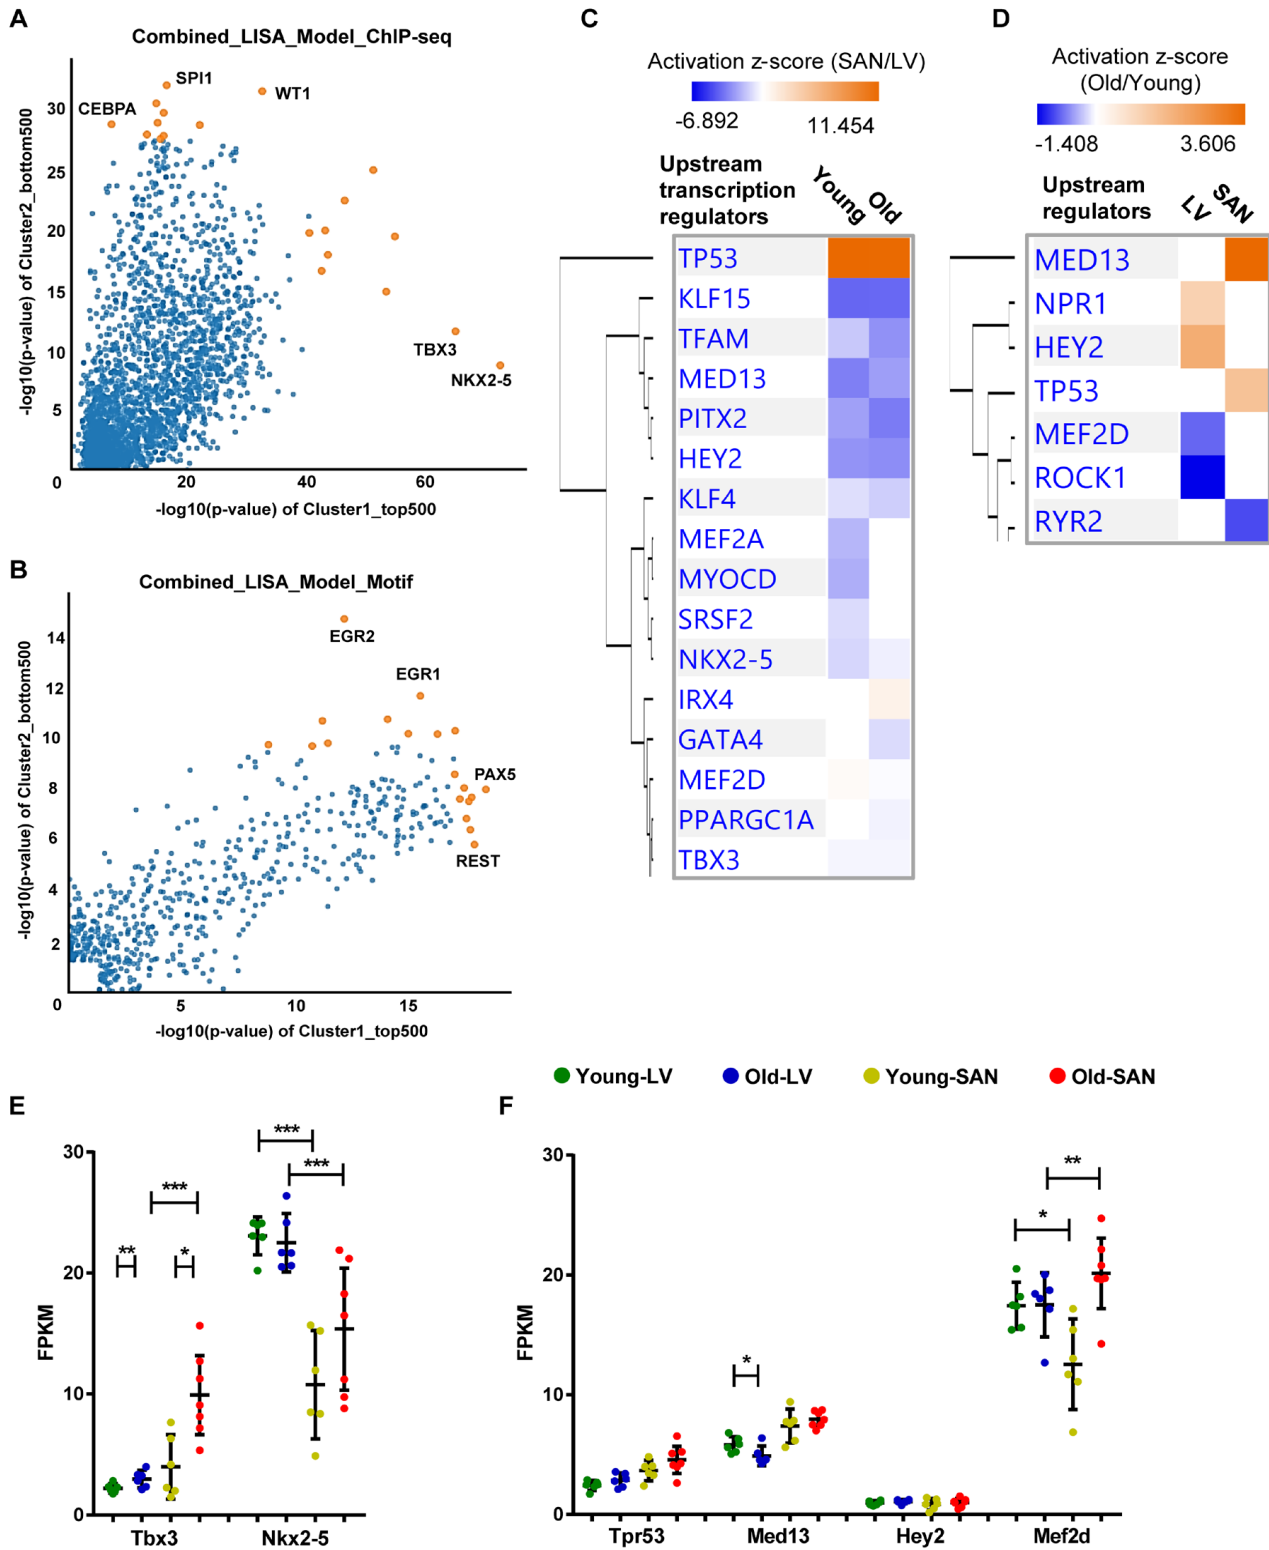 A
Combined_LISA_Model_ChIP-seq
-log10(p-value) of Cluster2_bottom500
30
25
20
15
10
5
0
20
40
60
SPI1
WT1
CEBPA
TBX3
NKX2-5
-log10(p-value) of Cluster1_top500
B
Combined_LISA_Model_Motif
-log10(p-value) of Cluster2_bottom500
14
12
10
8
6
4
2
0
5
10
15
EGR2
EGR1
PAX5
REST
-log10(p-value) of Cluster1_top500
C
Activation z-score (SAN/LV)
-6.892
11.454
Upstream
transcription
regulators
Young
Old
TP53
KLF15
TFAM
MED13
PITX2
HEY2
KLF4
MEF2A
MYOCD
SRSF2
NKX2-5
IRX4
GATA4
MEF2D
PPARGC1A
TBX3
D
Activation z-score
(Old/Young)
-1.408
3.606
Upstream
regulators
LV
SAN
MED13
NPR1
HEY2
TP53
MEF2D
ROCK1
RYR2
Young-LV
Old-LV
Young-SAN
Old-SAN
E
FPKM
30
20
10
0
**
***
*
***
***
Tbx3
Nkx2-5
F
FPKM
30
20
10
0
*
*
**
Tpr53
Med13
Hey2
Mef2d